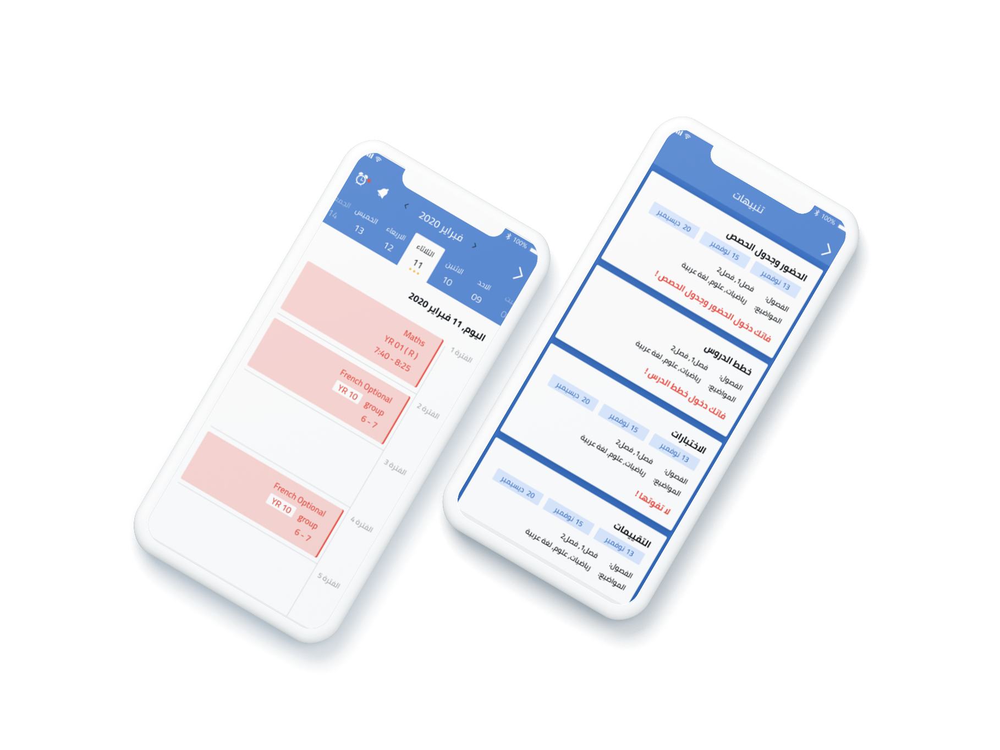 100%
فبراير 2020
الخميس
13
الاربعاء
12
الثلاثاء
11
الاثنين
10
الاحد
09
14
اليوم, 11 فبراير 2020
الفترة 1
Maths
YR 01 ( R )
7:40 - 8:25
الفترة 2
French Optional
group YR 10
6 - 7
الفترة 3
الفترة 4
French Optional
group YR 10
6 - 7
الفترة 5
100%
تنبيهات
الحضور وجدول الحصص
13 نوفمبر 15 نوفمبر 20 ديسيمبر
الفصول: فصل1, فصل2
المواضيع: رياضيات, علوم, لغة عربية
فاتك دخول الحضور وجدول الحصص !
خطط الدروس
الفصول: فصل1, فصل2
المواضيع: رياضيات, علوم, لغة عربية
فاتك دخول خطط الدرس !
الاختبارات
13 نوفمبر 15 نوفمبر 20 ديسيمبر
الفصول: فصل1, فصل2
المواضيع: رياضيات, علوم, لغة عربية
لا تفوتها !
التقييمات
13 نوفمبر 15 نوفمبر 20 ديسيمبر
الفصول: فصل1, فصل2
المواضيع: رياضيات, علوم, لغة عربية